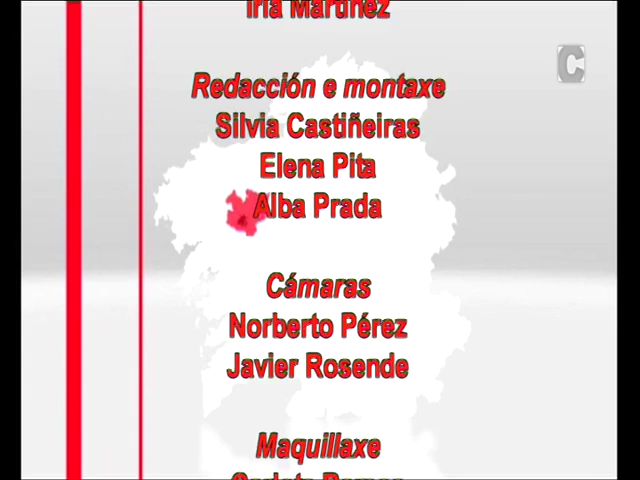 Iria Martínez
Redacción e montaxe
Silvia Castiñeiras
Elena Pita
Alba Prada
Cámaras
Norberto Pérez
Javier Rosende
Maquillaxe
C